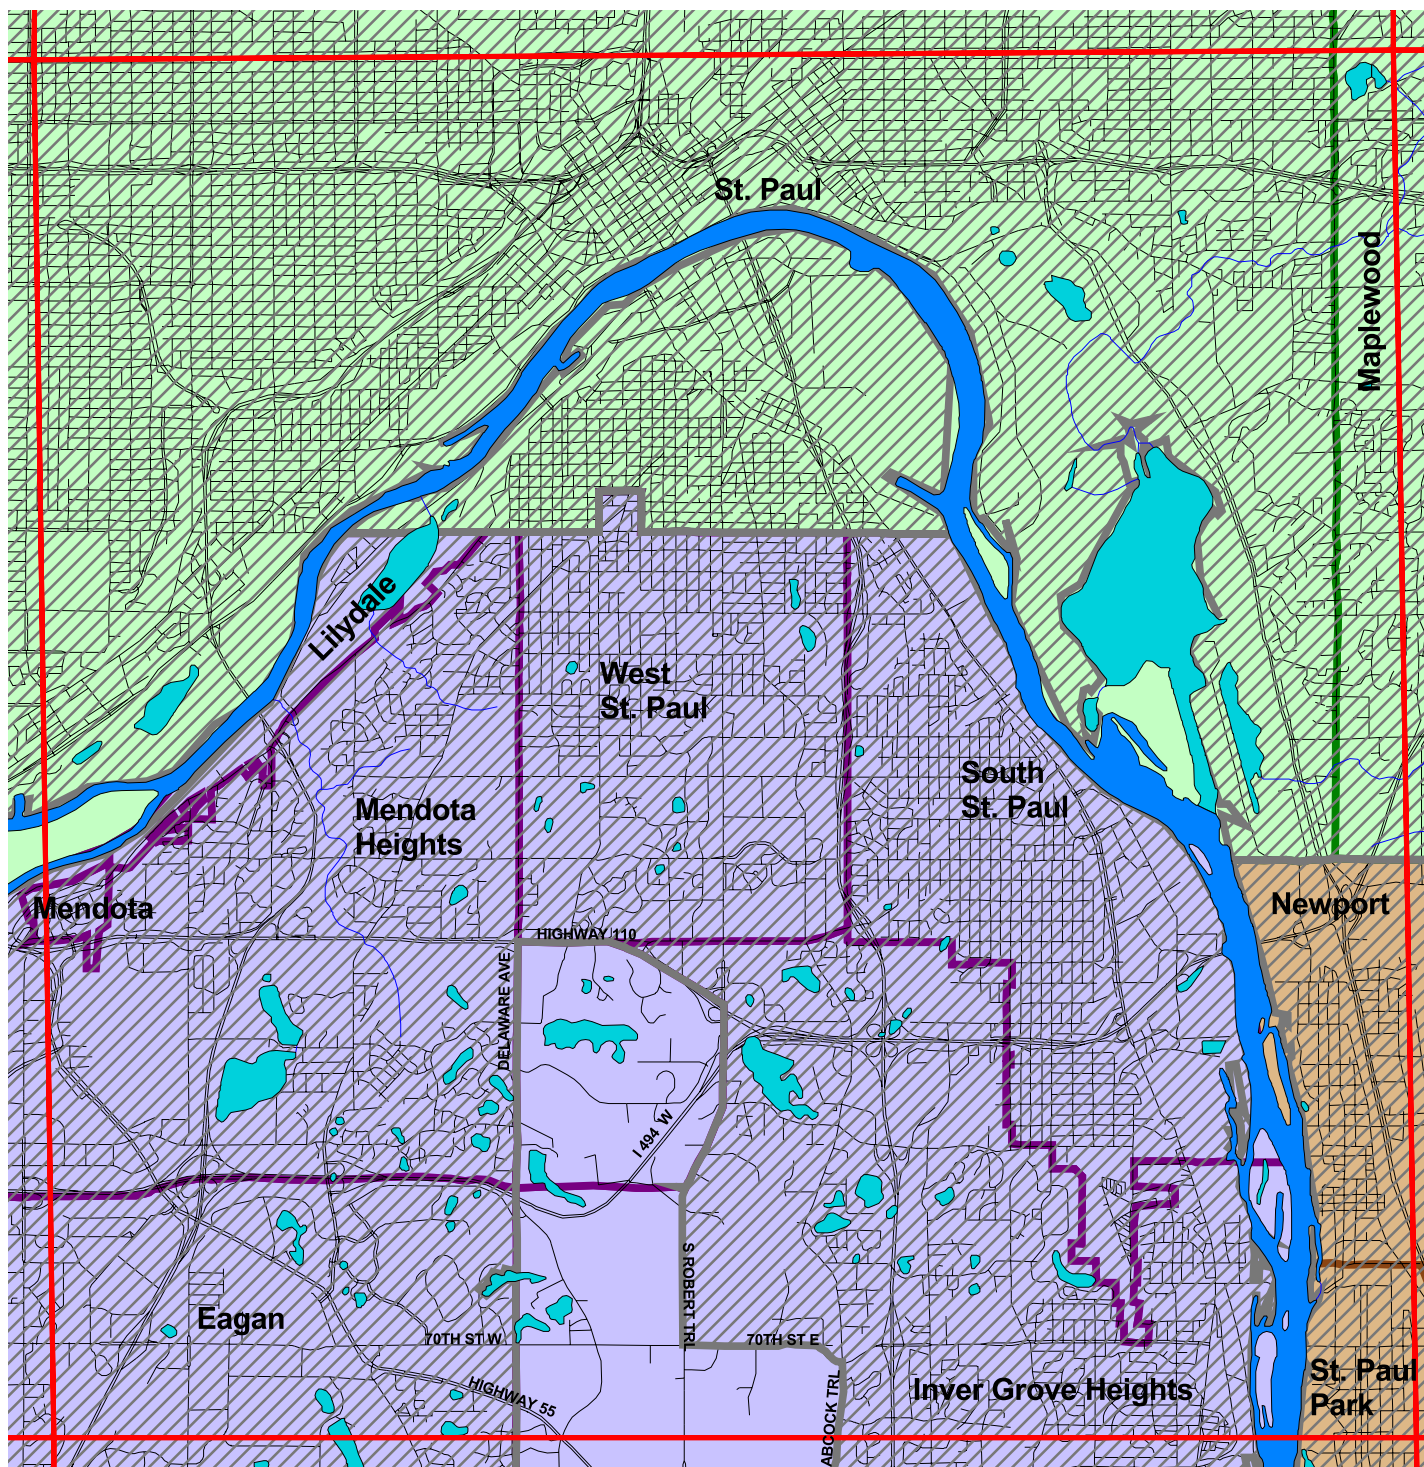 St. Paul
Maplewood
Lilydale
West
St. Paul
South
St. Paul
Mendota
Heights
Newport
Mendota
HIGHWAY 110
DELAWARE AVE
I 494 W
S ROBERT TRL
Eagan
70TH ST W
70TH ST E
HIGHWAY 55
Inver Grove Heights
ABCOCK TRL
St. Paul
Park